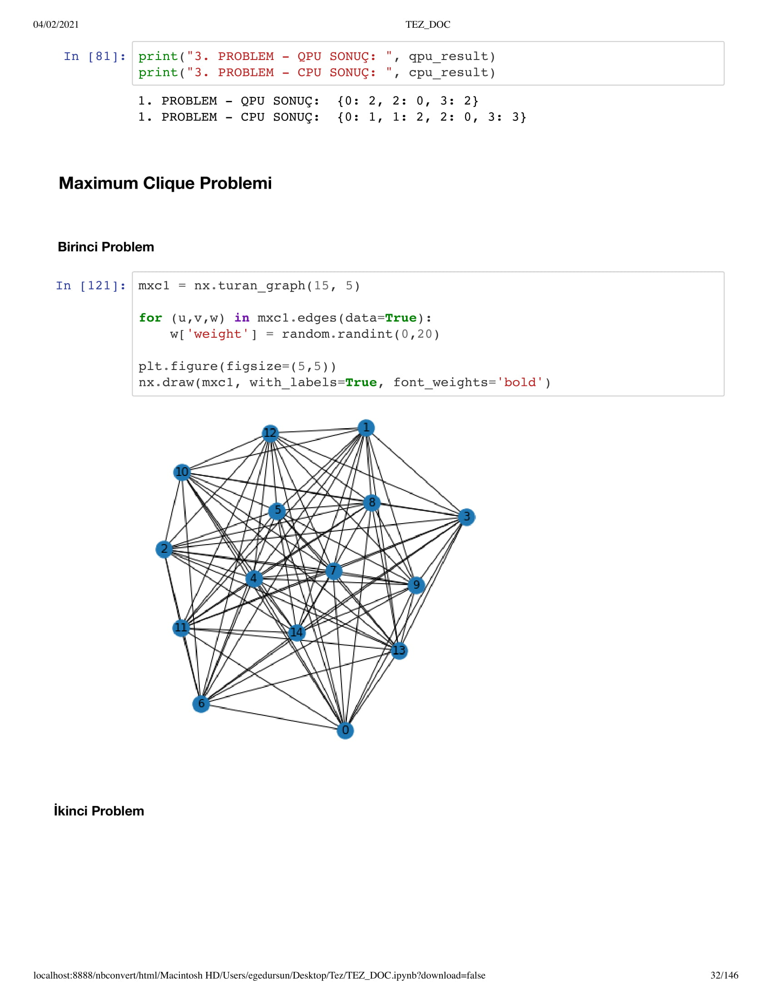 04/02/2021 TEZ_DOC
In [81]: print("3. PROBLEM - QPU SONUÇ: ", qpu_result)
print("3. PROBLEM - CPU SONUÇ: ", cpu_result)
1. PROBLEM - QPU SONUÇ:  {0: 2, 2: 0, 3: 2}
1. PROBLEM - CPU SONUÇ:  {0: 1, 1: 2, 2: 0, 3: 3}
Maximum Clique Problemi
Birinci Problem
In [121]: mxc1 = nx.turan_graph(15, 5)
for (u,v,w) in mxc1.edges(data=True):
    w['weight'] = random.randint(0,20)
plt.figure(figsize=(5,5))
nx.draw(mxc1, with_labels=True, font_weights='bold')
1
12
10
8
5
3
2
7
4
9
11
14
13
6
0
İkinci Problem
localhost:8888/nbconvert/html/Macintosh HD/Users/egedursun/Desktop/Tez/TEZ_DOC.ipynb?download=false 32/146